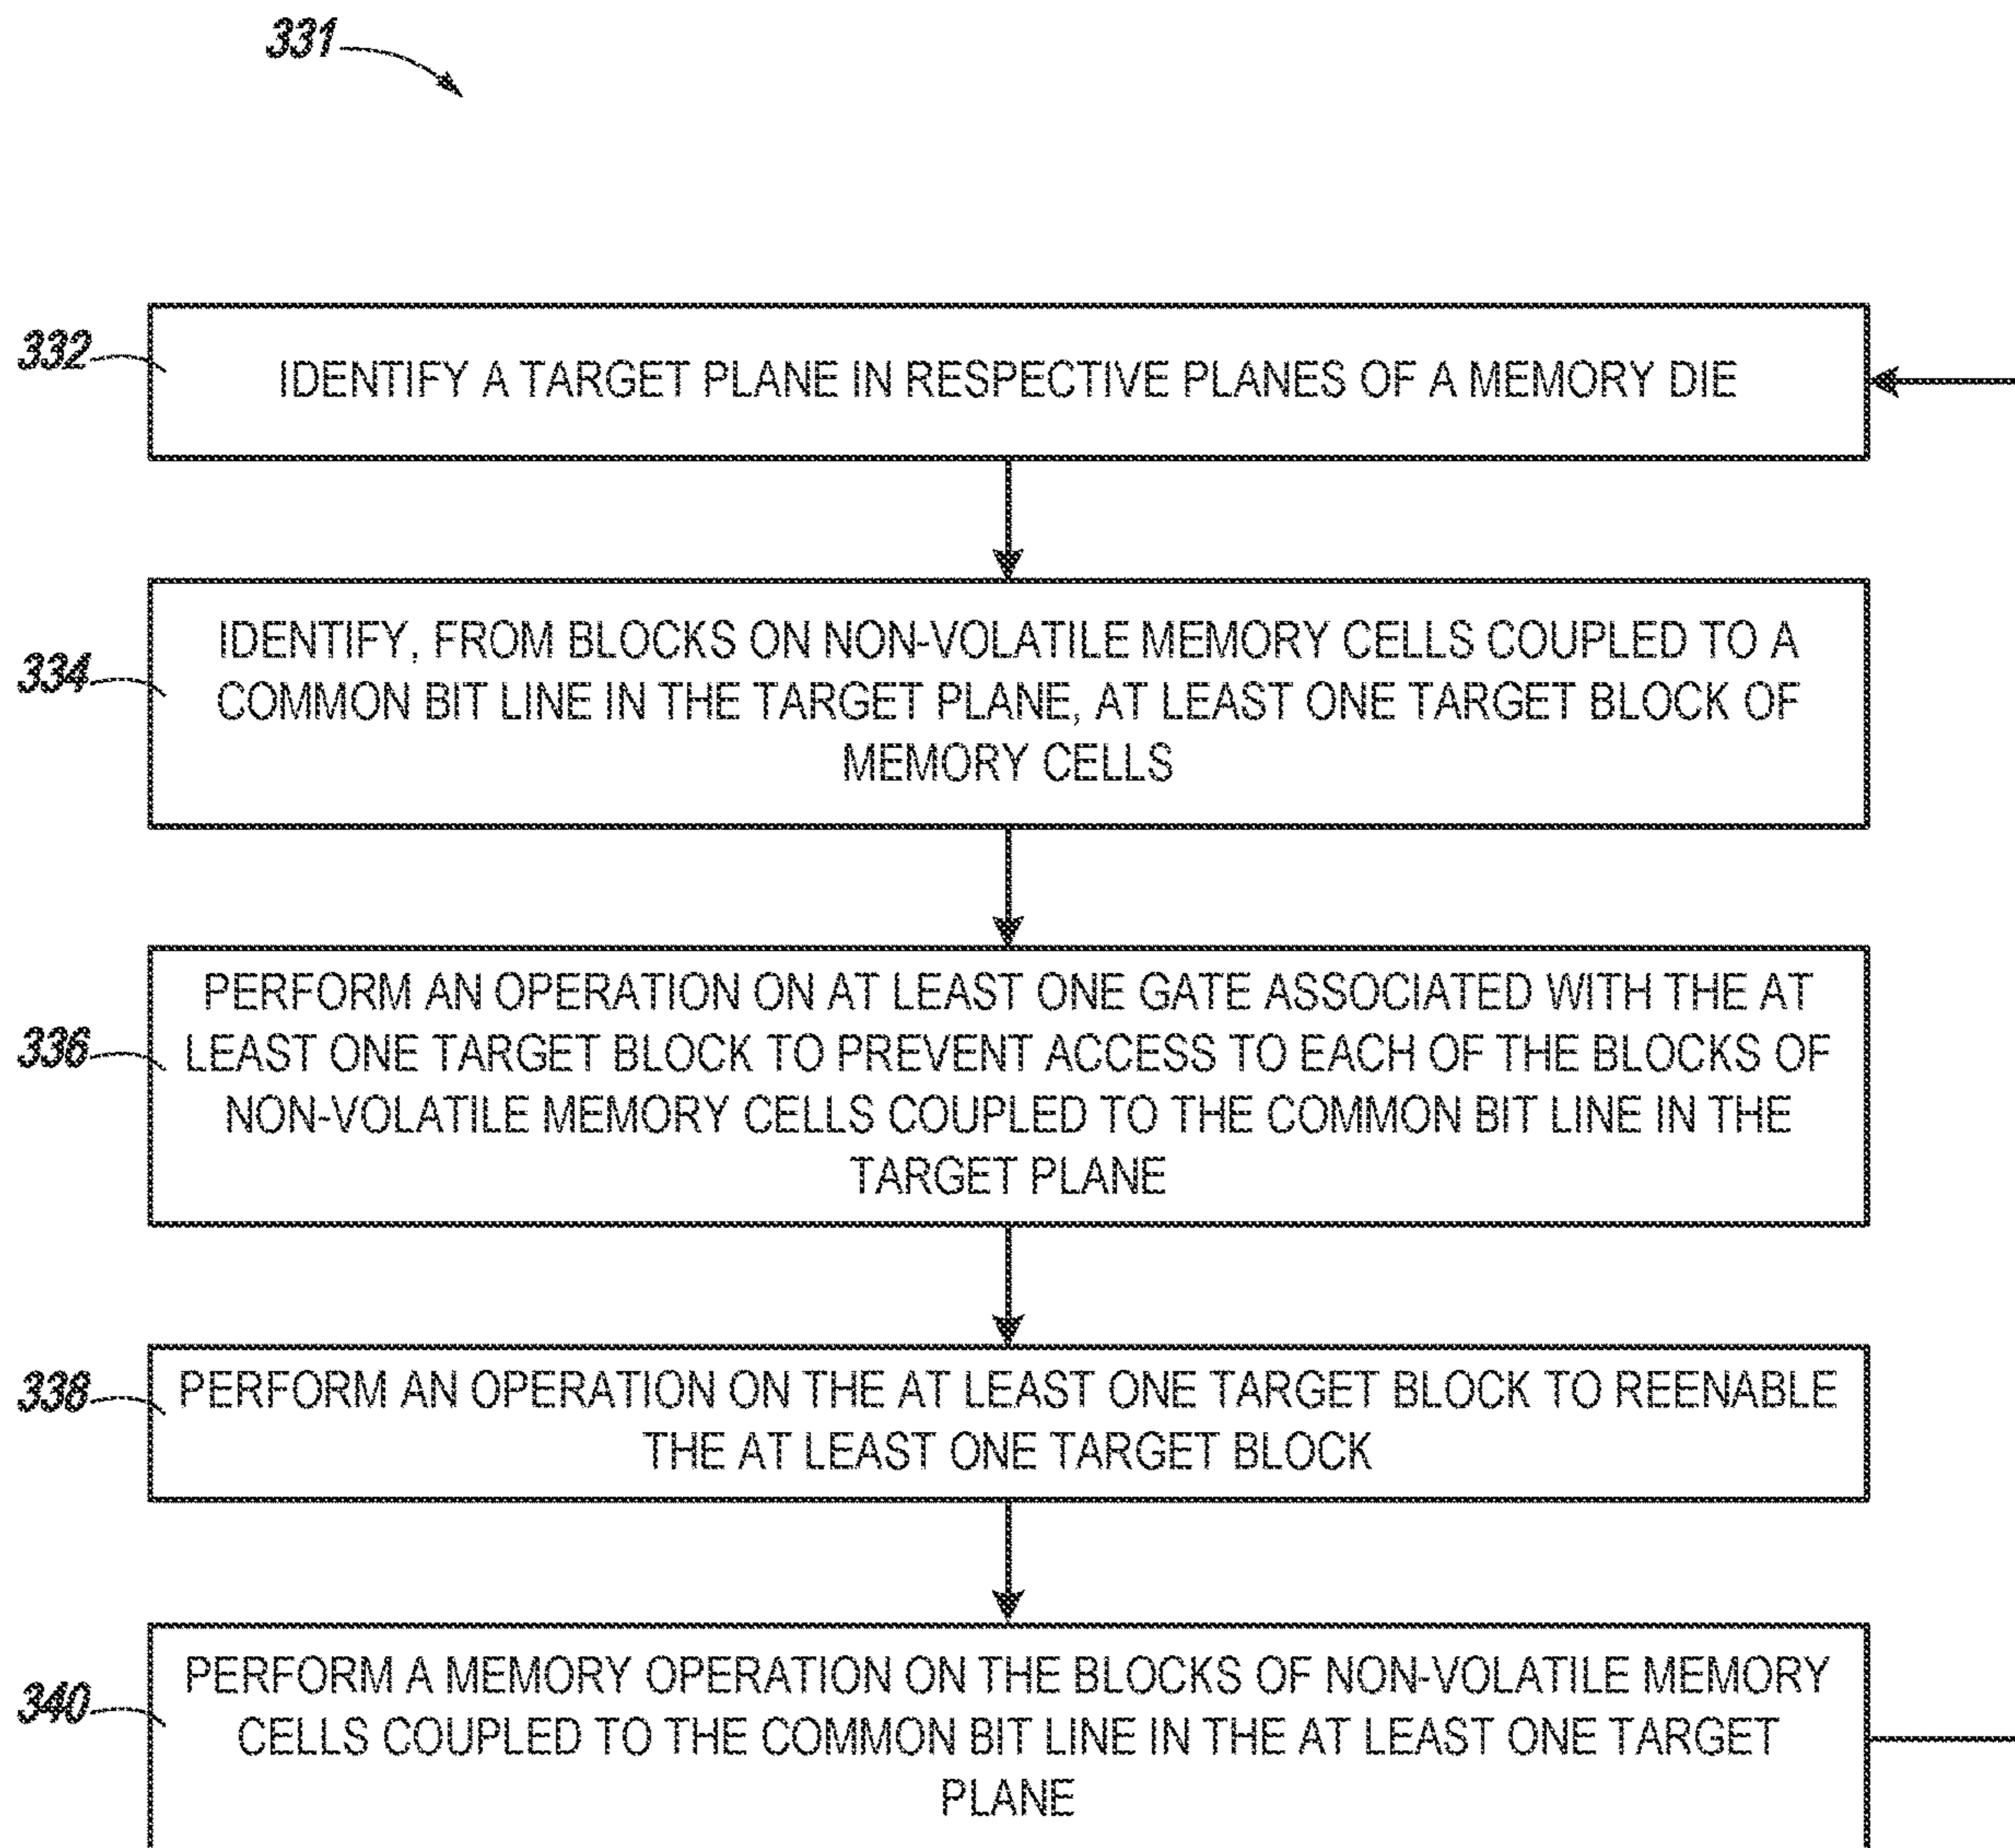 331
332
IDENTIFY A TARGET PLANE IN RESPECTIVE PLANES OF A MEMORY DIE
334
IDENTIFY, FROM BLOCKS ON NON-VOLATILE MEMORY CELLS COUPLED TO A
COMMON BIT LINE IN THE TARGET PLANE, AT LEAST ONE TARGET BLOCK OF
MEMORY CELLS
336
PERFORM AN OPERATION ON AT LEAST ONE GATE ASSOCIATED WITH THE AT
LEAST ONE TARGET BLOCK TO PREVENT ACCESS TO EACH OF THE BLOCKS OF
NON-VOLATILE MEMORY CELLS COUPLED TO THE COMMON BIT LINE IN THE
TARGET PLANE
338
PERFORM AN OPERATION ON THE AT LEAST ONE TARGET BLOCK TO REENABLE
THE AT LEAST ONE TARGET BLOCK
340
PERFORM A MEMORY OPERATION ON THE BLOCKS OF NON-VOLATILE MEMORY
CELLS COUPLED TO THE COMMON BIT LINE IN THE AT LEAST ONE TARGET
PLANE